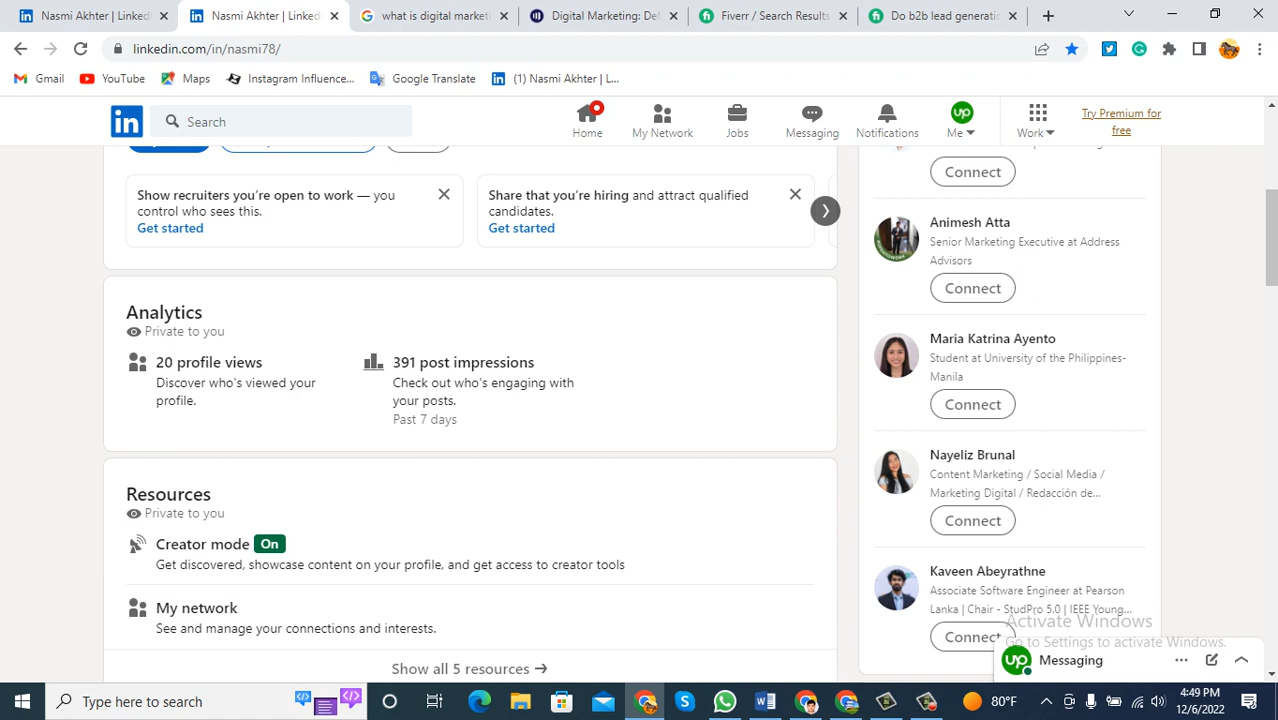 Nasmi Akhter | LinkedI
Nasmi Akhter | LinkedI
what is digital marketi
Digital Marketing: Def
Fiverr / Search Results
Do b2b lead generatio
linkedin.com/in/nasmi78/
Gmail
YouTube
Maps
Instagram Influence...
Google Translate
(1) Nasmi Akhter | L...
in
Search
Home
My Network
Jobs
Messaging
Notifications
Me
Work
Try Premium for
free
Show recruiters you're open to work — you
control who sees this.
Get started
Share that you're hiring and attract qualified
candidates.
Get started
Analytics
Private to you
20 profile views
Discover who's viewed your
profile.
391 post impressions
Check out who's engaging with
your posts.
Past 7 days
Resources
Private to you
Creator mode On
Get discovered, showcase content on your profile, and get access to creator tools
My network
See and manage your connections and interests.
Show all 5 resources →
Connect
Animesh Atta
Senior Marketing Executive at Address
Advisors
Connect
Maria Katrina Ayento
Student at University of the Philippines-
Manila
Connect
Nayeliz Brunal
Content Marketing / Social Media /
Marketing Digital / Redacción de...
Connect
Kaveen Abeyrathne
Associate Software Engineer at Pearson
Lanka | Chair - StudPro 5.0 | IEEE Young...
Connect
Activate Windows
Go to Settings to activate Windows.
up
Messaging
Type here to search
80°F
4:49 PM
12/6/2022